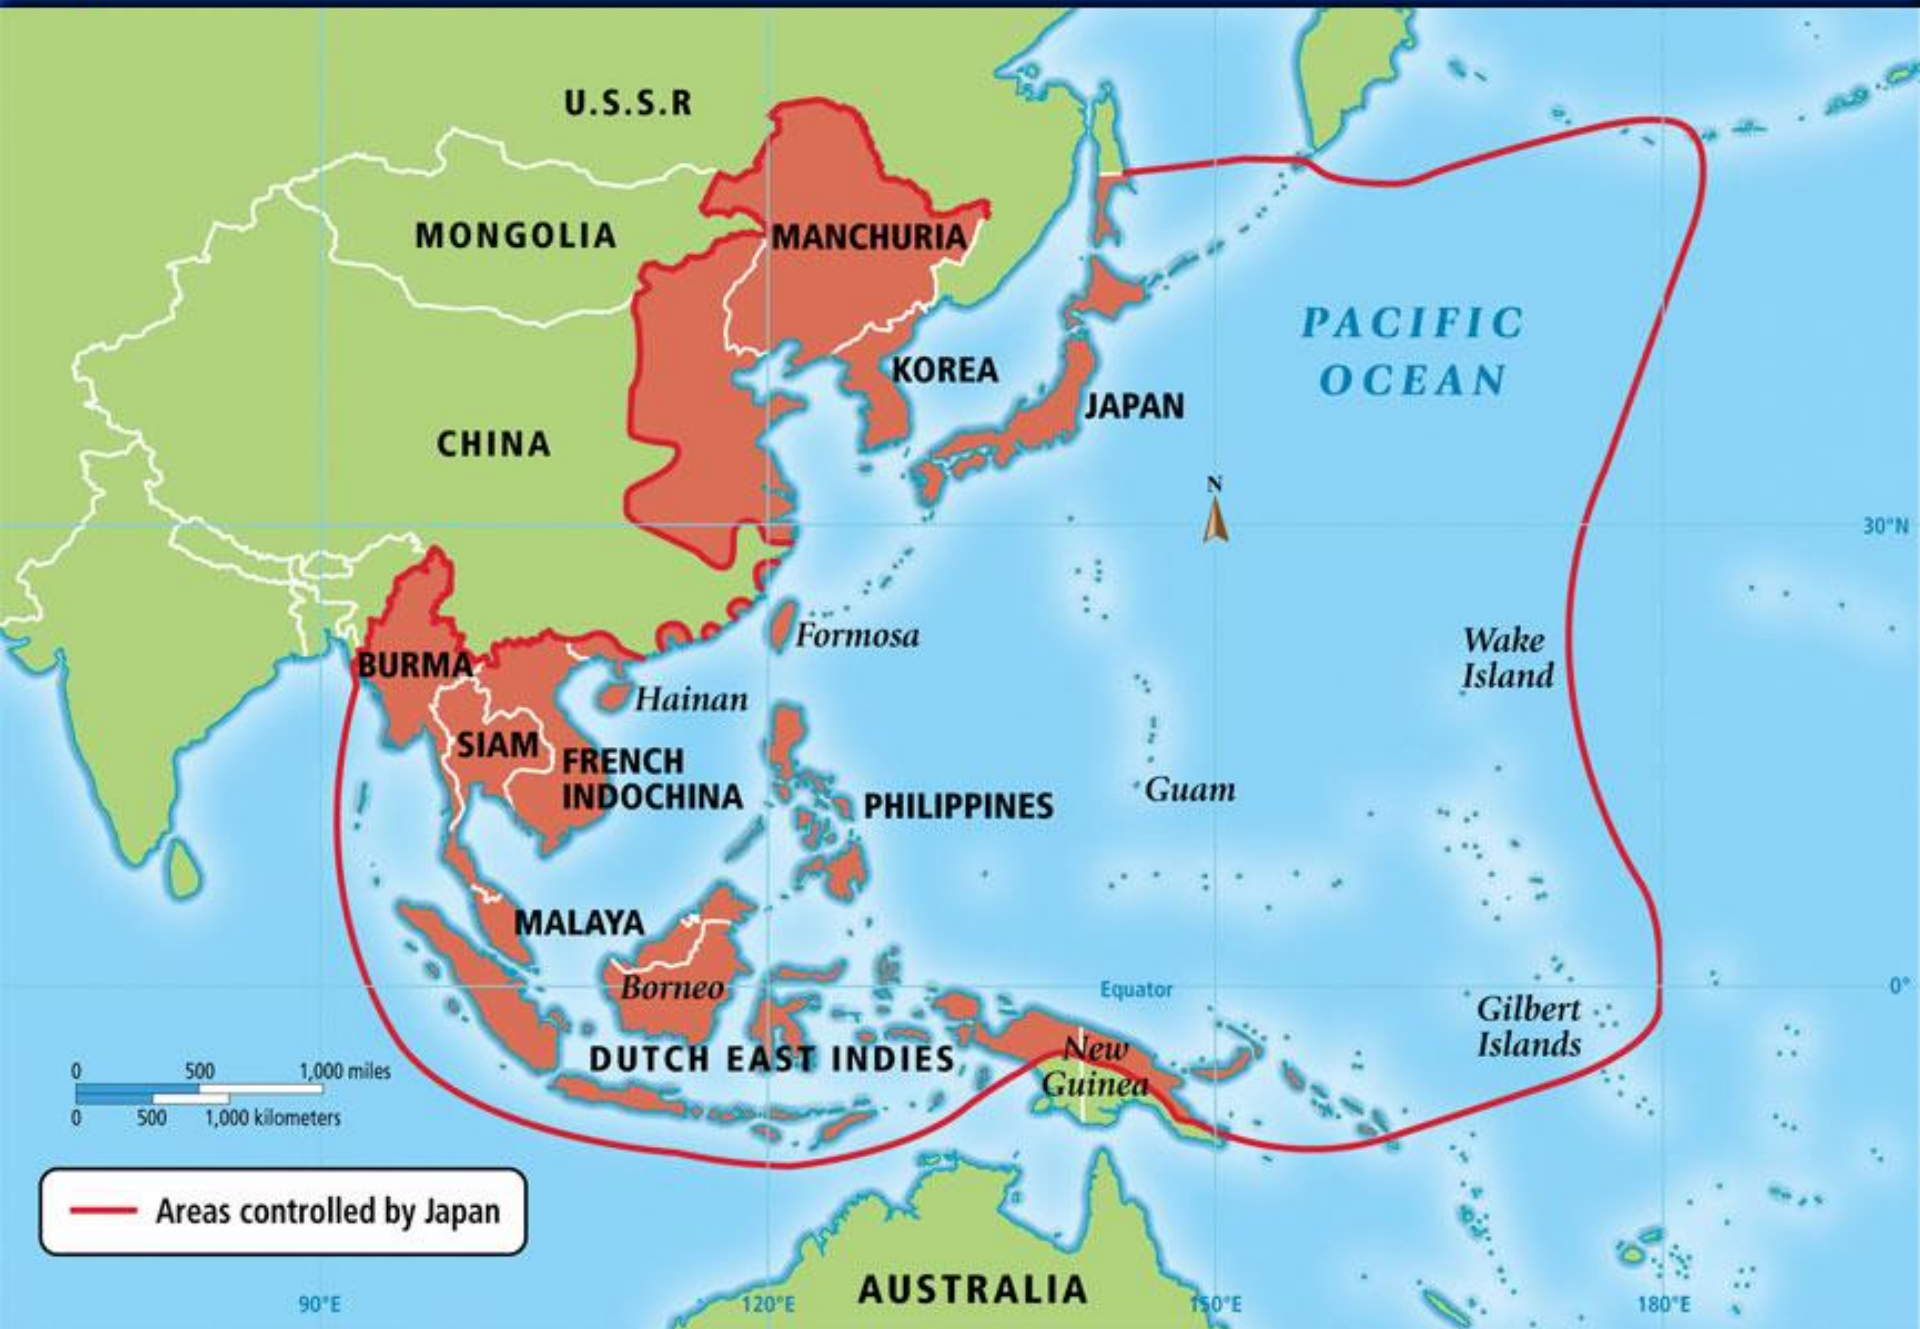 U.S.S.R
MONGOLIA
MANCHURIA
PACIFIC
OCEAN
KOREA
JAPAN
CHINA
N
30°N
Formosa
Wake
Island
BURMA
Hainan
SIAM
FRENCH
INDOCHINA
Guam
PHILIPPINES
MALAYA
Borneo
Equator
0°
Gilbert
Islands
DUTCH EAST INDIES
New
Guinea
0 500 1,000 miles
0 500 1,000 kilometers
Areas controlled by Japan
AUSTRALIA
90°E
120°E
150°E
180°E